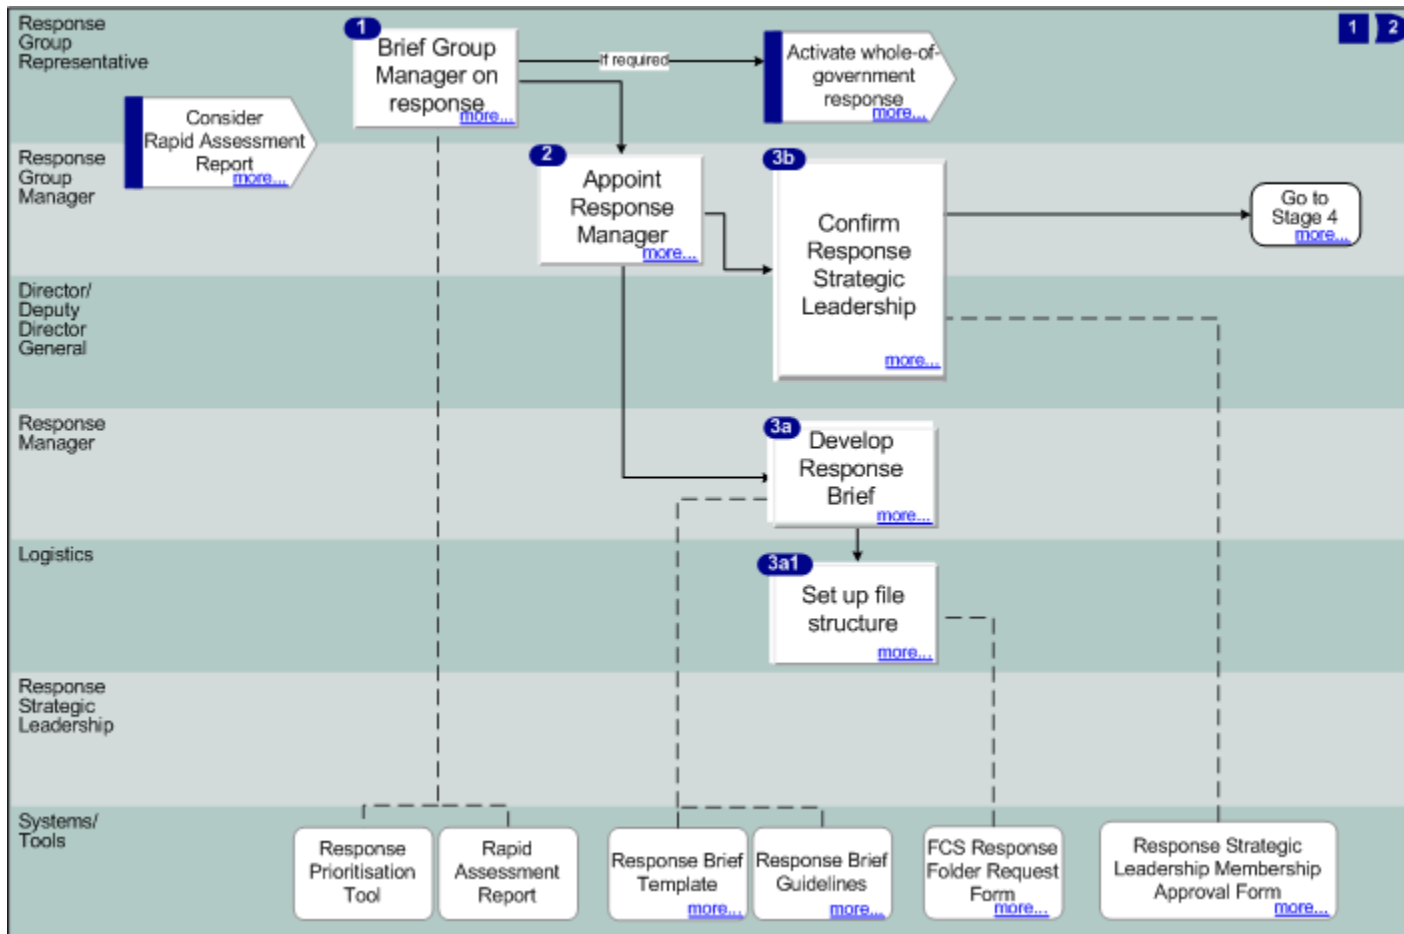 Response
Group
Representative
1
Brief Group
Manager on
response
more...
If required
Activate whole-of-
government
response
more...
1 2
Consider
Rapid Assessment
Report
more...
Response
Group
Manager
2
Appoint
Response
Manager
more...
3b
Confirm
Response
Strategic
Leadership
more...
Go to
Stage 4
more...
Director/
Deputy
Director
General
Response
Manager
3a
Develop
Response
Brief
more...
Logistics
3a1
Set up file
structure
more...
Response
Strategic
Leadership
Systems/
Tools
Response
Prioritisation
Tool
Rapid
Assessment
Report
Response Brief
Template
more...
Response Brief
Guidelines
more...
FCS Response
Folder Request
Form
more...
Response Strategic
Leadership Membership
Approval Form
more...